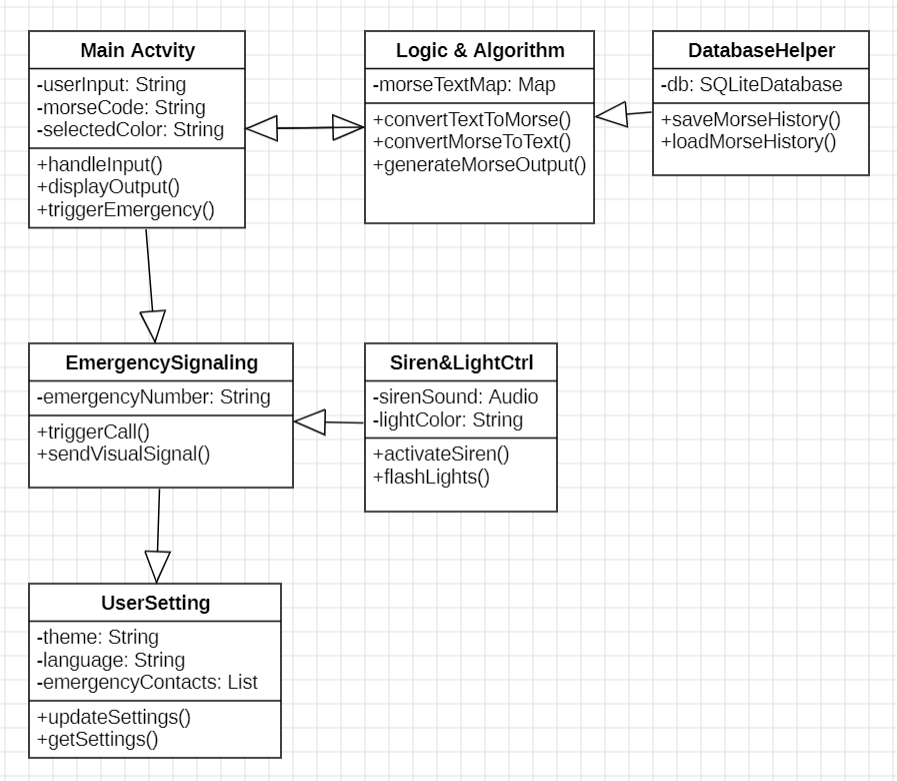 Main Actvity
-userInput: String
-morseCode: String
-selectedColor: String
+handleInput()
+displayOutput()
+triggerEmergency()
Logic & Algorithm
-morseTextMap: Map
+convertTextToMorse()
+convertMorseToText()
+generateMorseOutput()
DatabaseHelper
-db: SQLiteDatabase
+saveMorseHistory()
+loadMorseHistory()
EmergencySignaling
-emergencyNumber: String
+triggerCall()
+sendVisualSignal()
Siren&LightCtrl
-sirenSound: Audio
-lightColor: String
+activateSiren()
+flashLights()
UserSetting
-theme: String
-language: String
-emergencyContacts: List
+updateSettings()
+getSettings()